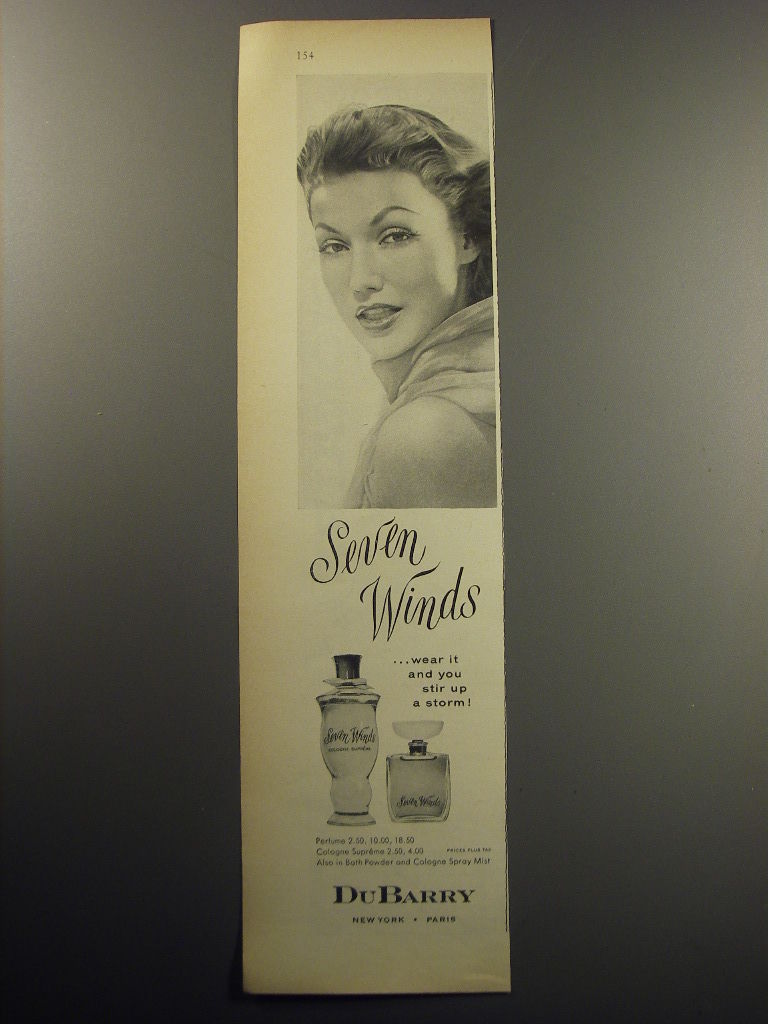 154
Seven
Winds
...wear it
and you
stir up
a storm!
Seven Winds
COLOGNE SUPRÊME
Seven Winds
Perfume 2.50, 10.00, 18.50
Cologne Suprême 2.50, 4.00 PRICES PLUS TAX
Also in Bath Powder and Cologne Spray Mist
DUBARRY
NEW YORK • PARIS